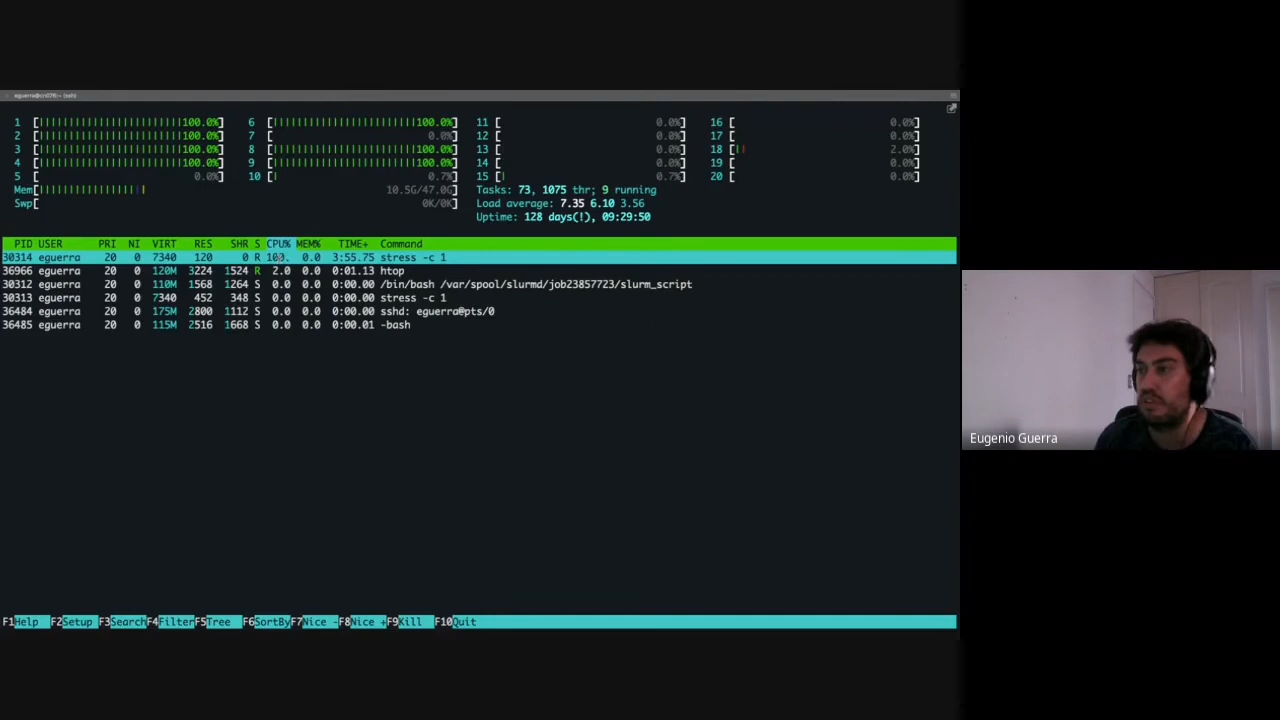 eguerra@cn076:~ (ssh)
1 [||||||||||||||||||||||||||||100.0%] 6 [||||||||||||||||||||||||||||100.0%] 11 [ 0.0%] 16 [ 0.0%]
2 [||||||||||||||||||||||||||||100.0%] 7 [ 0.0%] 12 [ 0.0%] 17 [ 0.0%]
3 [||||||||||||||||||||||||||||100.0%] 8 [||||||||||||||||||||||||||||100.0%] 13 [ 0.0%] 18 [|| 2.0%]
4 [||||||||||||||||||||||||||||100.0%] 9 [||||||||||||||||||||||||||||100.0%] 14 [ 0.0%] 19 [ 0.0%]
5 [ 0.0%] 10 [| 0.7%] 15 [| 0.7%] 20 [ 0.0%]
Mem[||||||||||||||||||||| 10.5G/47.0G] Tasks: 73, 1075 thr; 9 running
Swp[ 0K/0K] Load average: 7.35 6.10 3.56
Uptime: 128 days(!), 09:29:50
PID USER PRI NI VIRT RES SHR S CPU% MEM% TIME+ Command
30314 eguerra 20 0 7340 120 0 R 100. 0.0 3:55.75 stress -c 1
36966 eguerra 20 0 120M 3224 1524 R 2.0 0.0 0:01.13 htop
30312 eguerra 20 0 110M 1568 1264 S 0.0 0.0 0:00.00 /bin/bash /var/spool/slurmd/job23857723/slurm_script
30313 eguerra 20 0 7340 452 348 S 0.0 0.0 0:00.00 stress -c 1
36484 eguerra 20 0 175M 2800 1112 S 0.0 0.0 0:00.00 sshd: eguerra@pts/0
36485 eguerra 20 0 115M 2516 1668 S 0.0 0.0 0:00.01 -bash
F1Help F2Setup F3SearchF4FilterF5Tree F6SortByF7Nice -F8Nice +F9Kill F10Quit
Eugenio Guerra